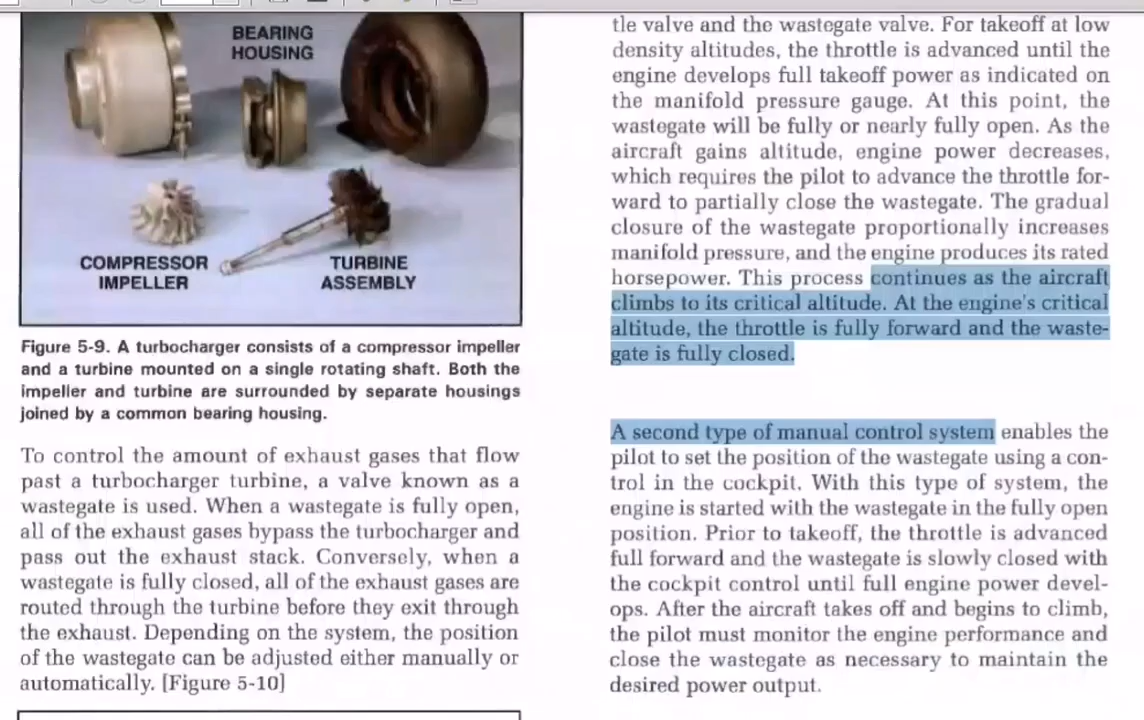 BEARING
HOUSING
COMPRESSOR
IMPELLER
TURBINE
ASSEMBLY
Figure 5-9. A turbocharger consists of a compressor impeller
and a turbine mounted on a single rotating shaft. Both the
impeller and turbine are surrounded by separate housings
joined by a common bearing housing.
To control the amount of exhaust gases that flow
past a turbocharger turbine, a valve known as a
wastegate is used. When a wastegate is fully open,
all of the exhaust gases bypass the turbocharger and
pass out the exhaust stack. Conversely, when a
wastegate is fully closed, all of the exhaust gases are
routed through the turbine before they exit through
the exhaust. Depending on the system, the position
of the wastegate can be adjusted either manually or
automatically. [Figure 5-10]
tle valve and the wastegate valve. For takeoff at low
density altitudes, the throttle is advanced until the
engine develops full takeoff power as indicated on
the manifold pressure gauge. At this point, the
wastegate will be fully or nearly fully open. As the
aircraft gains altitude, engine power decreases,
which requires the pilot to advance the throttle for-
ward to partially close the wastegate. The gradual
closure of the wastegate proportionally increases
manifold pressure, and the engine produces its rated
horsepower. This process continues as the aircraft
climbs to its critical altitude. At the engine's critical
altitude, the throttle is fully forward and the waste-
gate is fully closed.
A second type of manual control system enables the
pilot to set the position of the wastegate using a con-
trol in the cockpit. With this type of system, the
engine is started with the wastegate in the fully open
position. Prior to takeoff, the throttle is advanced
full forward and the wastegate is slowly closed with
the cockpit control until full engine power devel-
ops. After the aircraft takes off and begins to climb,
the pilot must monitor the engine performance and
close the wastegate as necessary to maintain the
desired power output.